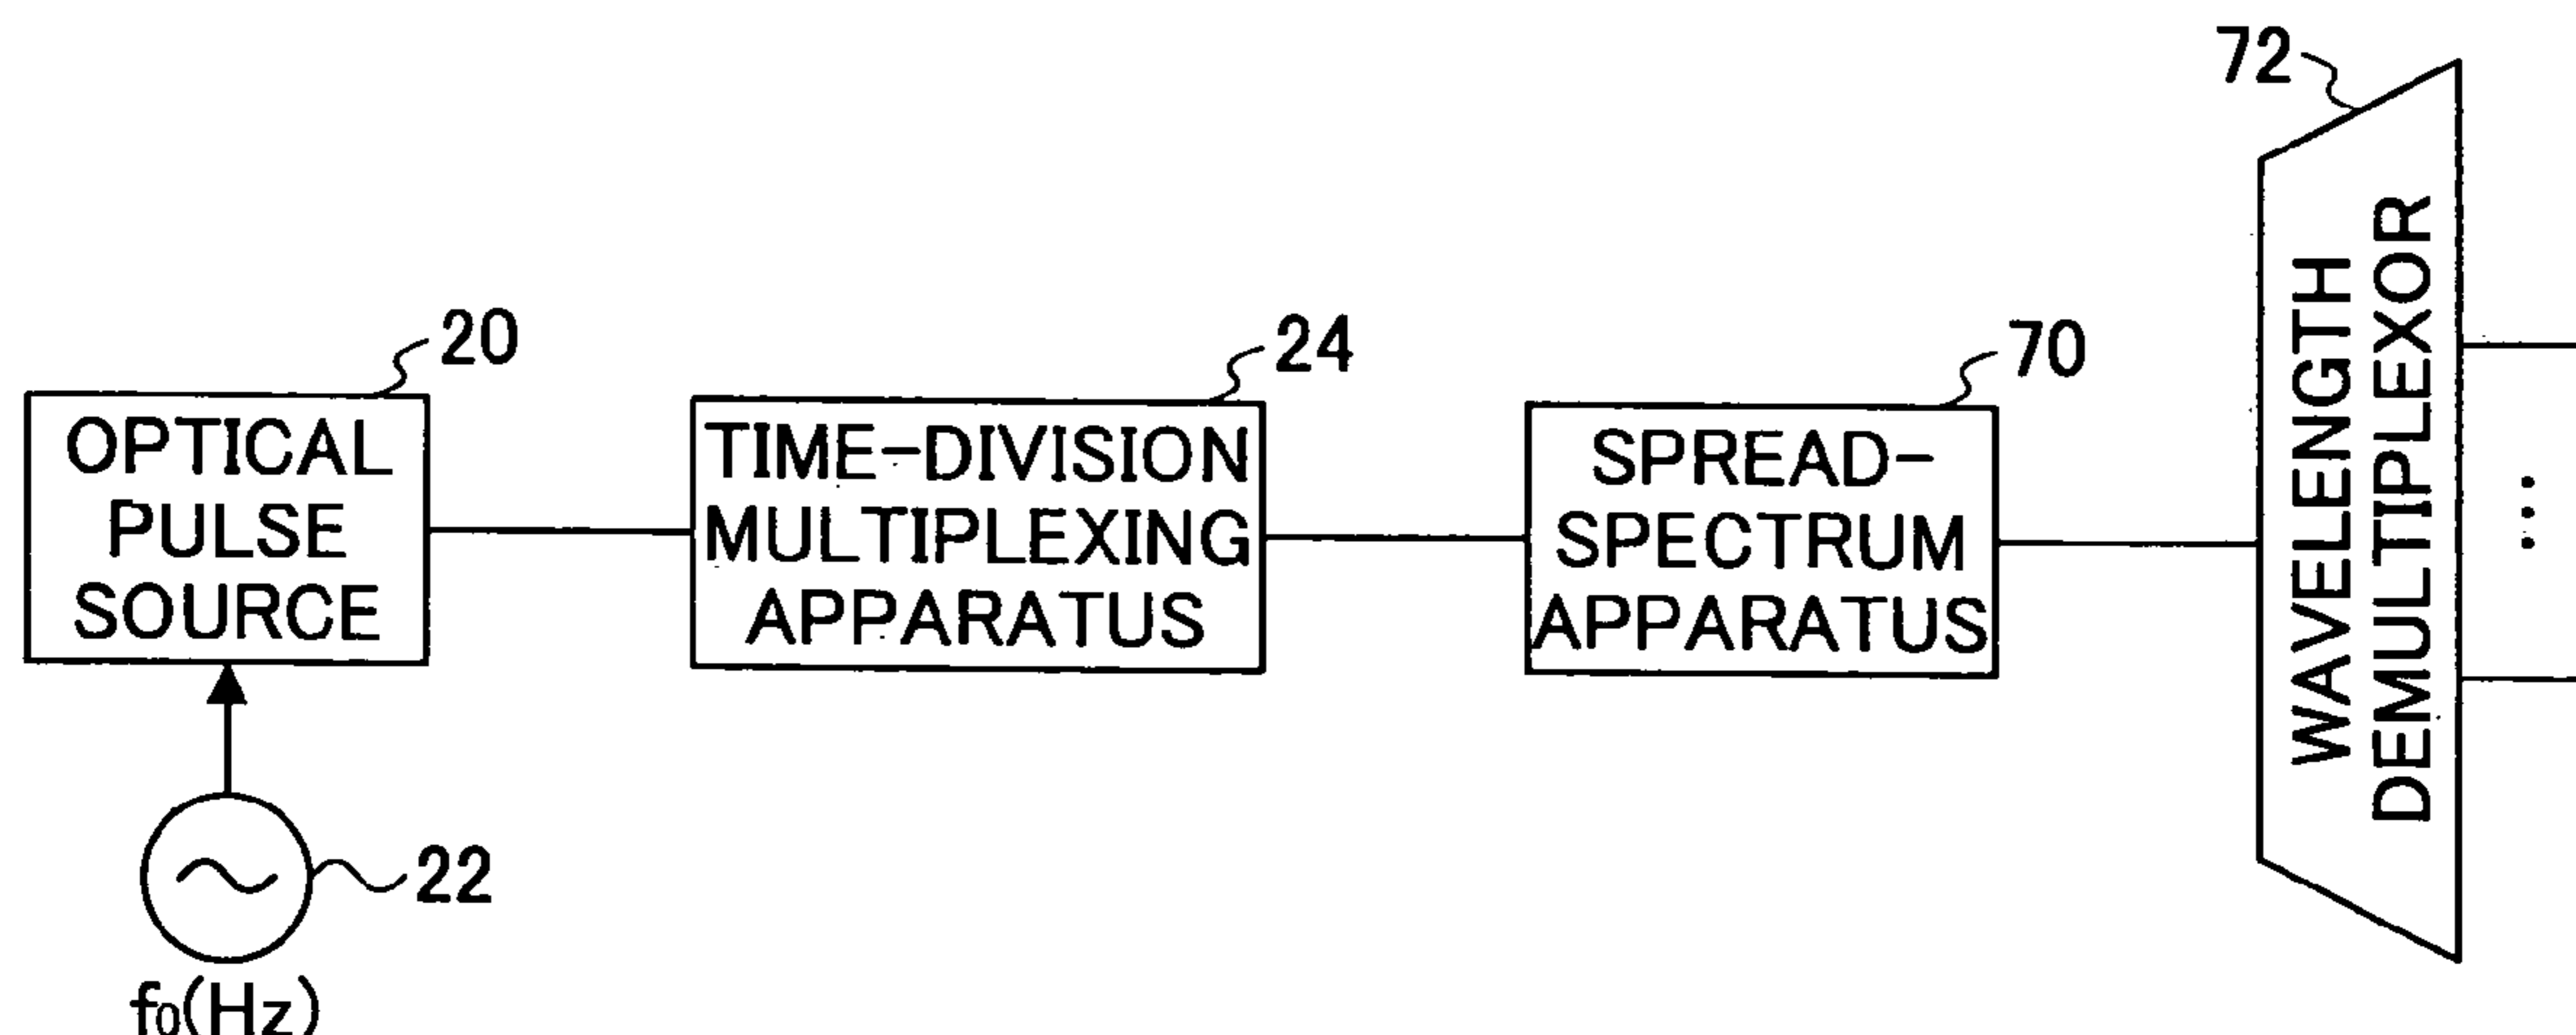 72
20
24
70
OPTICAL
PULSE
SOURCE
TIME-DIVISION
MULTIPLEXING
APPARATUS
SPREAD-
SPECTRUM
APPARATUS
WAVELENGTH
DEMULTIPLEXOR
22
f0(Hz)